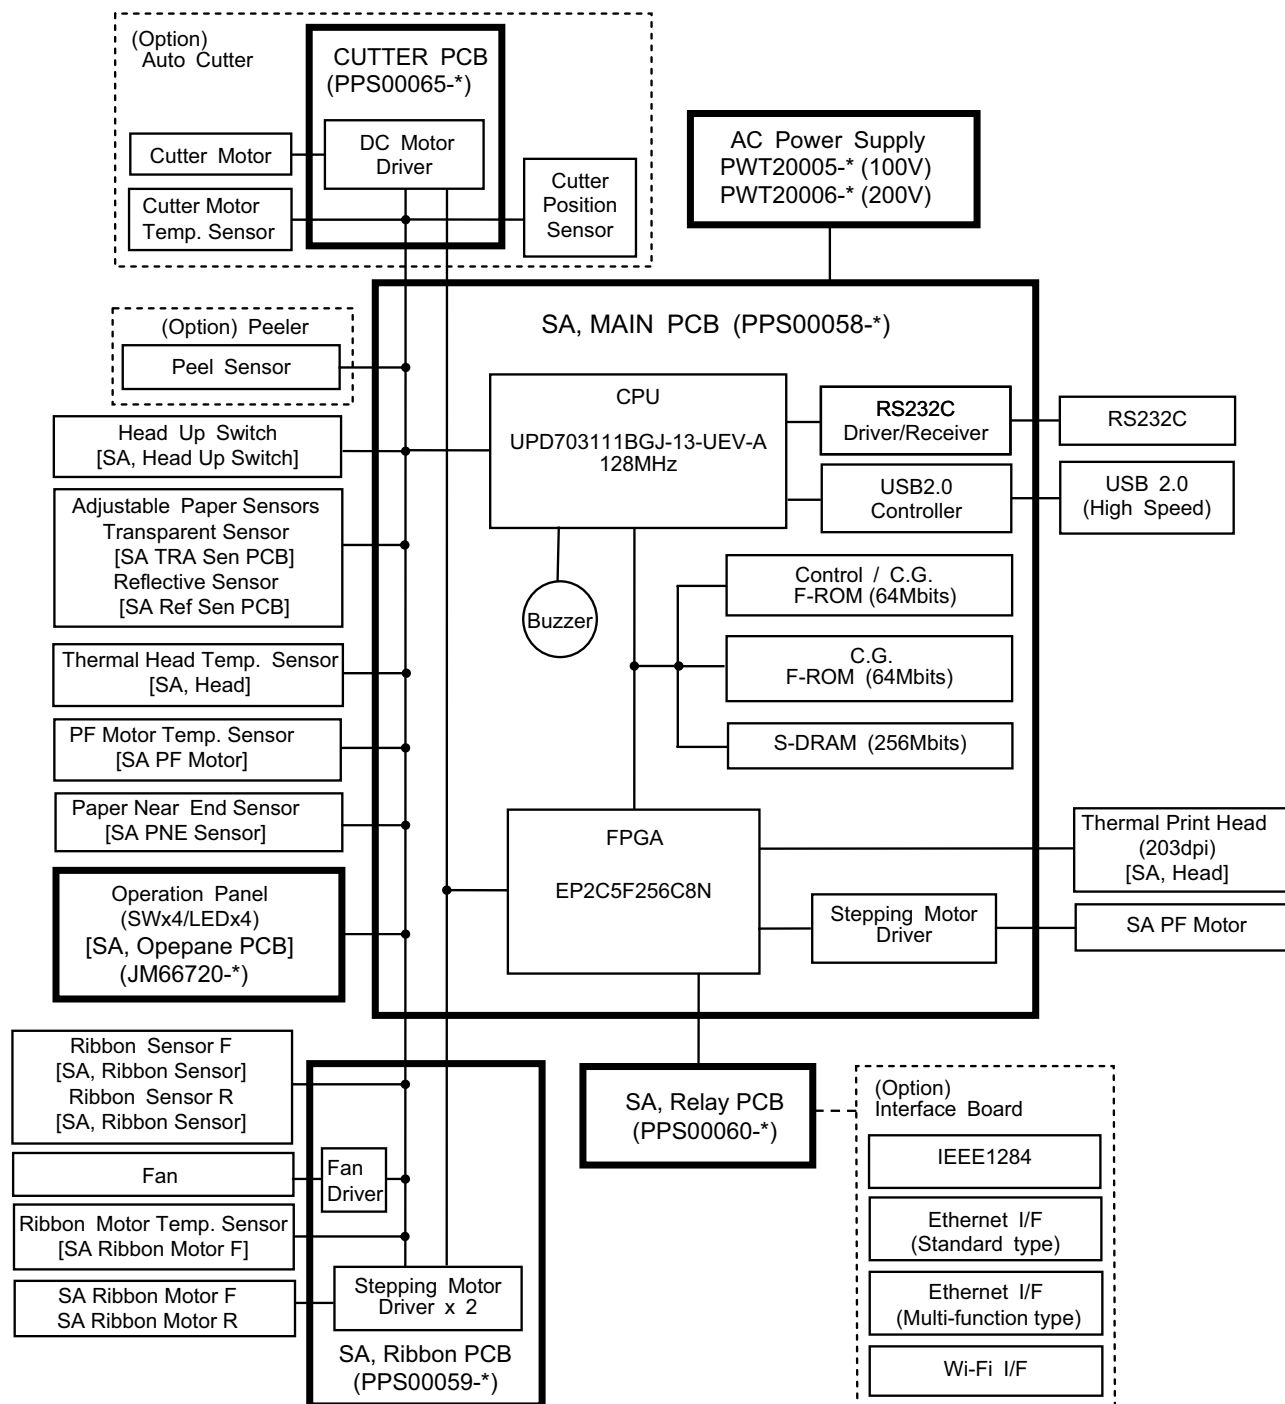 (Option)
Auto Cutter
CUTTER PCB
(PPS00065-*)
DC Motor
Driver
Cutter Motor
Cutter Motor
Temp. Sensor
Cutter
Position
Sensor
AC Power Supply
PWT20005-* (100V)
PWT20006-* (200V)
(Option) Peeler
Peel Sensor
SA, MAIN PCB (PPS00058-*)
CPU
UPD703111BGJ-13-UEV-A
128MHz
RS232C
Driver/Receiver
RS232C
USB2.0
Controller
USB 2.0
(High Speed)
Head Up Switch
[SA, Head Up Switch]
Adjustable Paper Sensors
Transparent Sensor
[SA TRA Sen PCB]
Reflective Sensor
[SA Ref Sen PCB]
Buzzer
Control / C.G.
F-ROM (64Mbits)
C.G.
F-ROM (64Mbits)
S-DRAM (256Mbits)
Thermal Head Temp. Sensor
[SA, Head]
PF Motor Temp. Sensor
[SA PF Motor]
Paper Near End Sensor
[SA PNE Sensor]
Operation Panel
(SWx4/LEDx4)
[SA, Opepane PCB]
(JM66720-*)
FPGA
EP2C5F256C8N
Thermal Print Head
(203dpi)
[SA, Head]
Stepping Motor
Driver
SA PF Motor
Ribbon Sensor F
[SA, Ribbon Sensor]
Ribbon Sensor R
[SA, Ribbon Sensor]
Fan
Fan
Driver
Ribbon Motor Temp. Sensor
[SA Ribbon Motor F]
SA Ribbon Motor F
SA Ribbon Motor R
Stepping Motor
Driver x 2
SA, Ribbon PCB
(PPS00059-*)
SA, Relay PCB
(PPS00060-*)
(Option)
Interface Board
IEEE1284
Ethernet I/F
(Standard type)
Ethernet I/F
(Multi-function type)
Wi-Fi I/F